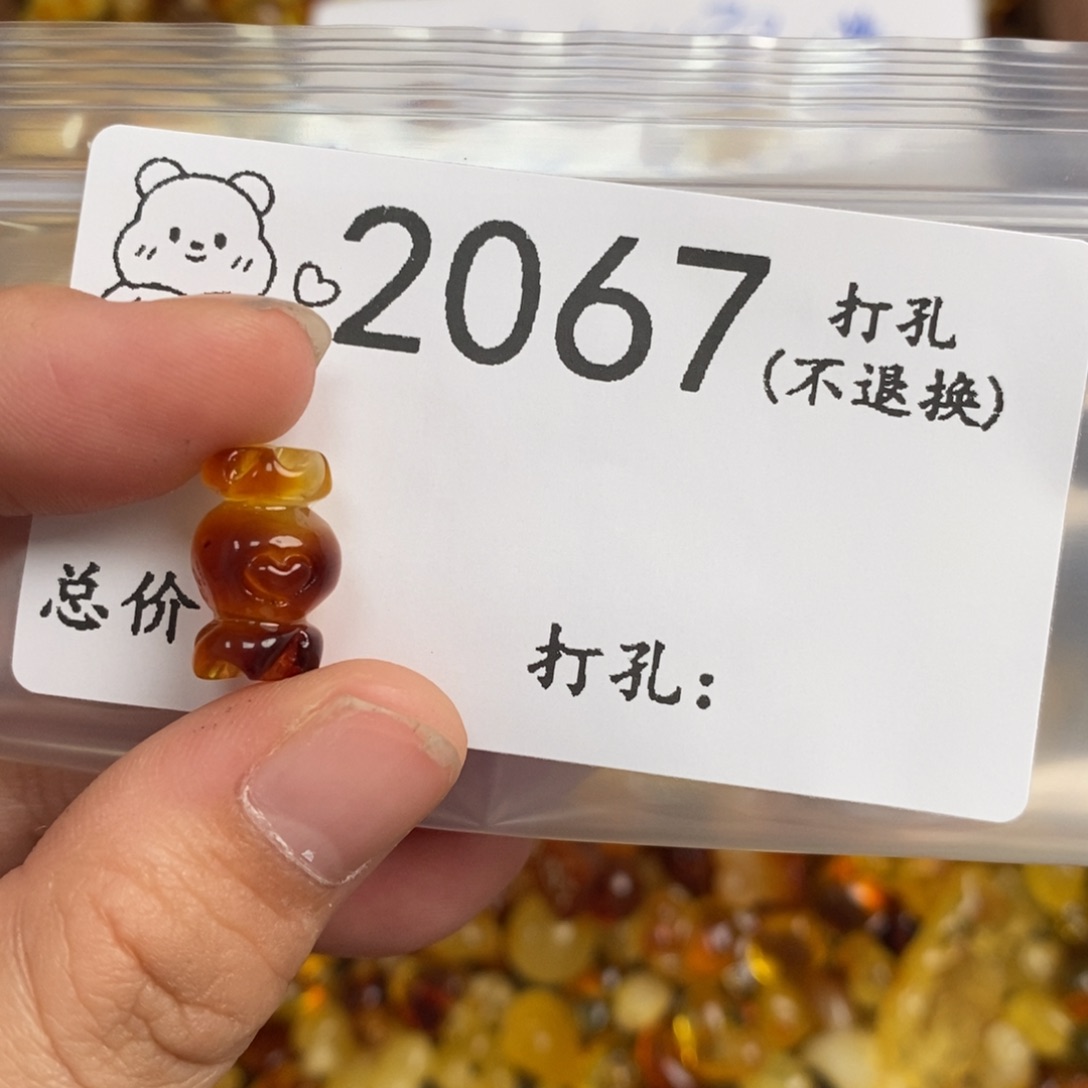 2067 打孔
(不退换)
总价
打孔：